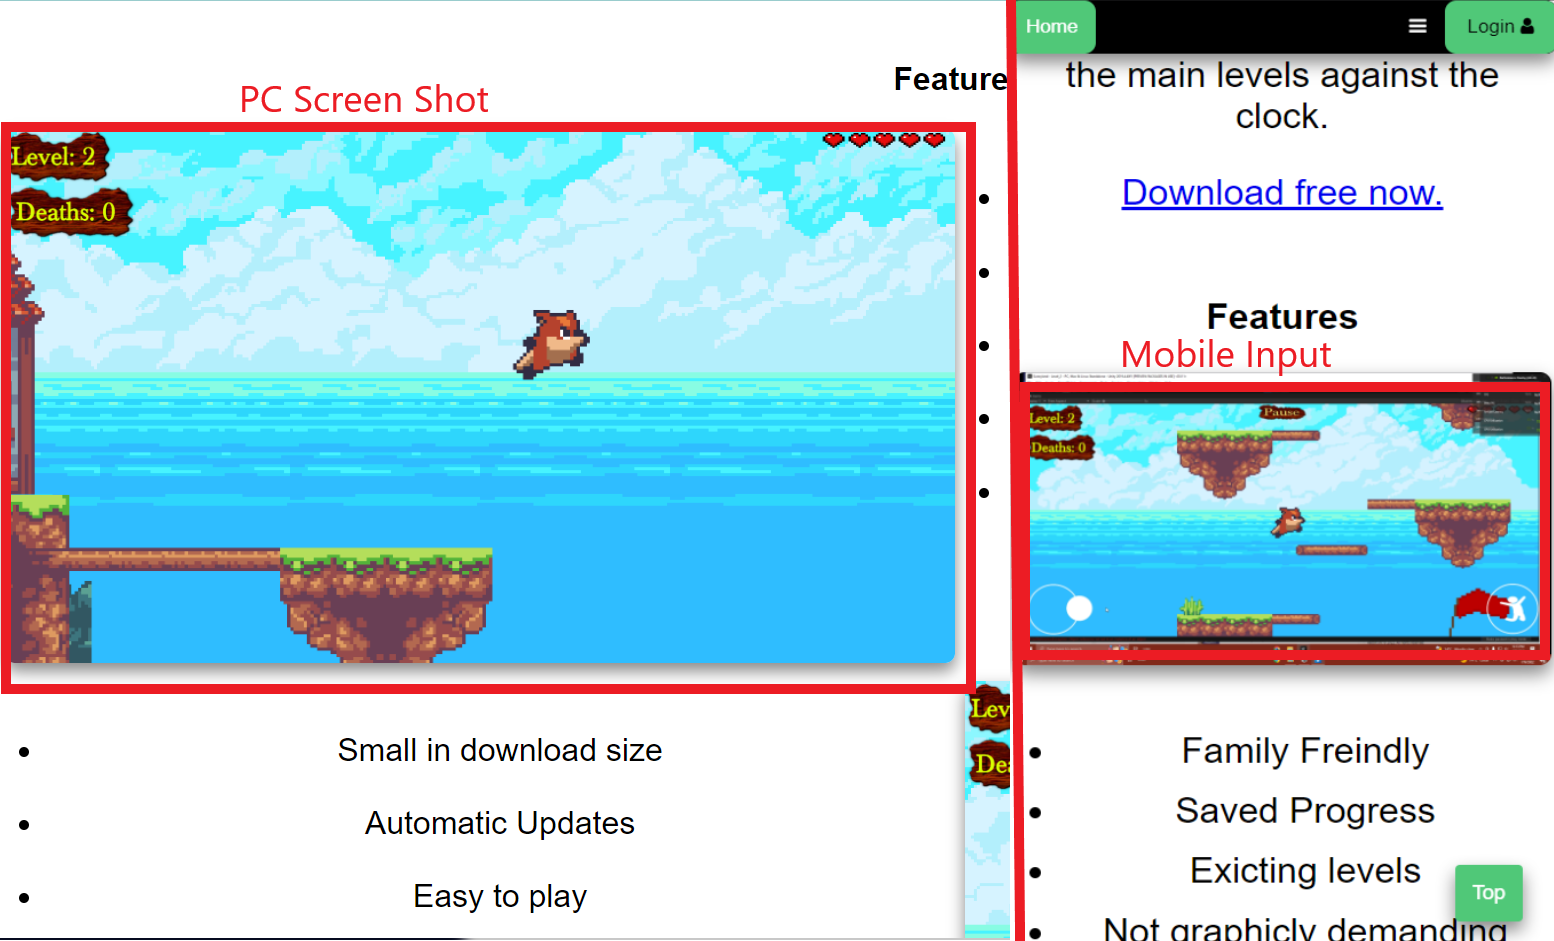 PC Screen Shot
Feature
Level: 2
Deaths: 0
Small in download size
Automatic Updates
Easy to play
Lev
De
Home
Login
the main levels against the
clock.
Download free now.
Features
Mobile Input
Level: 2
Pause
Deaths: 0
Family Freindly
Saved Progress
Exicting levels
Top
Not graphicly demanding